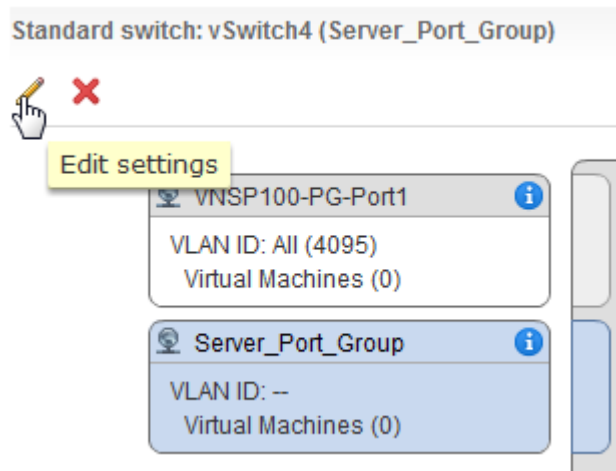 Standard switch: vSwitch4 (Server_Port_Group)
Edit settings
VNSP100-PG-Port1
VLAN ID: All (4095)
Virtual Machines (0)
Server_Port_Group
VLAN ID: --
Virtual Machines (0)